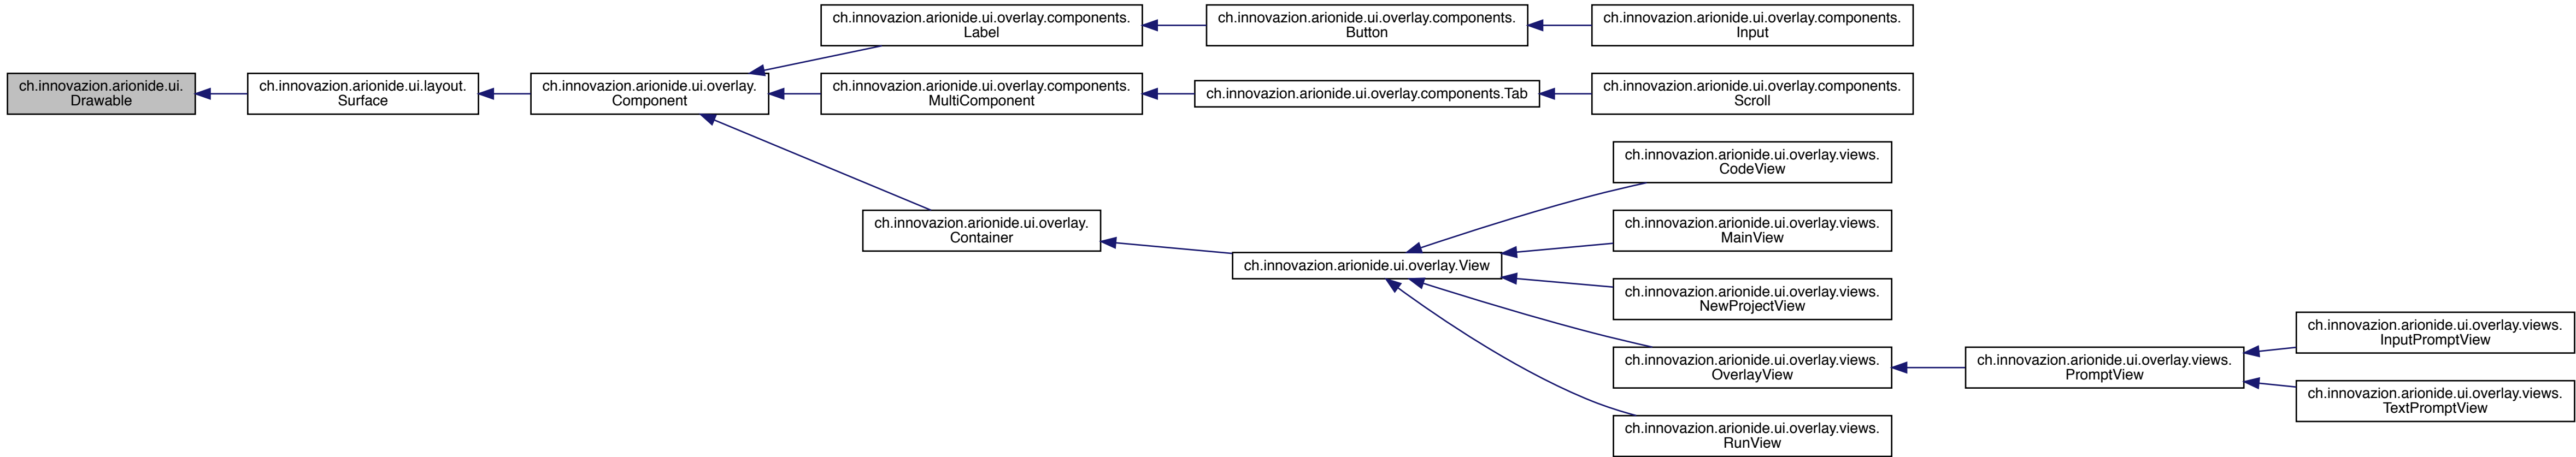 ch.innovazion.arionide.ui.
Drawable
ch.innovazion.arionide.ui.layout.
Surface
ch.innovazion.arionide.ui.overlay.
Component
ch.innovazion.arionide.ui.overlay.components.
Label
ch.innovazion.arionide.ui.overlay.components.
Button
ch.innovazion.arionide.ui.overlay.components.
Input
ch.innovazion.arionide.ui.overlay.components.
MultiComponent
ch.innovazion.arionide.ui.overlay.components.Tab
ch.innovazion.arionide.ui.overlay.components.
Scroll
ch.innovazion.arionide.ui.overlay.
Container
ch.innovazion.arionide.ui.overlay.View
ch.innovazion.arionide.ui.overlay.views.
CodeView
ch.innovazion.arionide.ui.overlay.views.
MainView
ch.innovazion.arionide.ui.overlay.views.
NewProjectView
ch.innovazion.arionide.ui.overlay.views.
OverlayView
ch.innovazion.arionide.ui.overlay.views.
RunView
ch.innovazion.arionide.ui.overlay.views.
PromptView
ch.innovazion.arionide.ui.overlay.views.
InputPromptView
ch.innovazion.arionide.ui.overlay.views.
TextPromptView